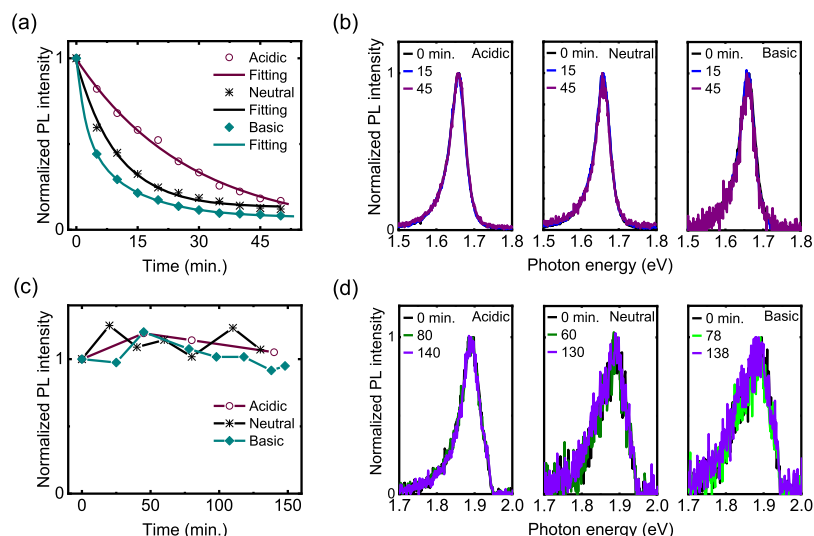 (a)
Normalized PL intensity
1
0
Acidic
Fitting
Neutral
Fitting
Basic
Fitting
0 15 30 45
Time (min.)
(b)
Normalized PL intensity
1
0
0 min. Acidic
15
45
1.5 1.6 1.7 1.8
0 min. Neutral
15
45
1.5 1.6 1.7 1.8
0 min. Basic
15
45
1.5 1.6 1.7 1.8
Photon energy (eV)
(c)
Normalized PL intensity
1
0
Acidic
Neutral
Basic
0 50 100 150
Time (min.)
(d)
Normalized PL intensity
1
0
0 min. Acidic
80
140
1.7 1.8 1.9 2.0
0 min. Neutral
60
130
1.7 1.8 1.9 2.0
0 min. Basic
78
138
1.7 1.8 1.9 2.0
Photon energy (eV)